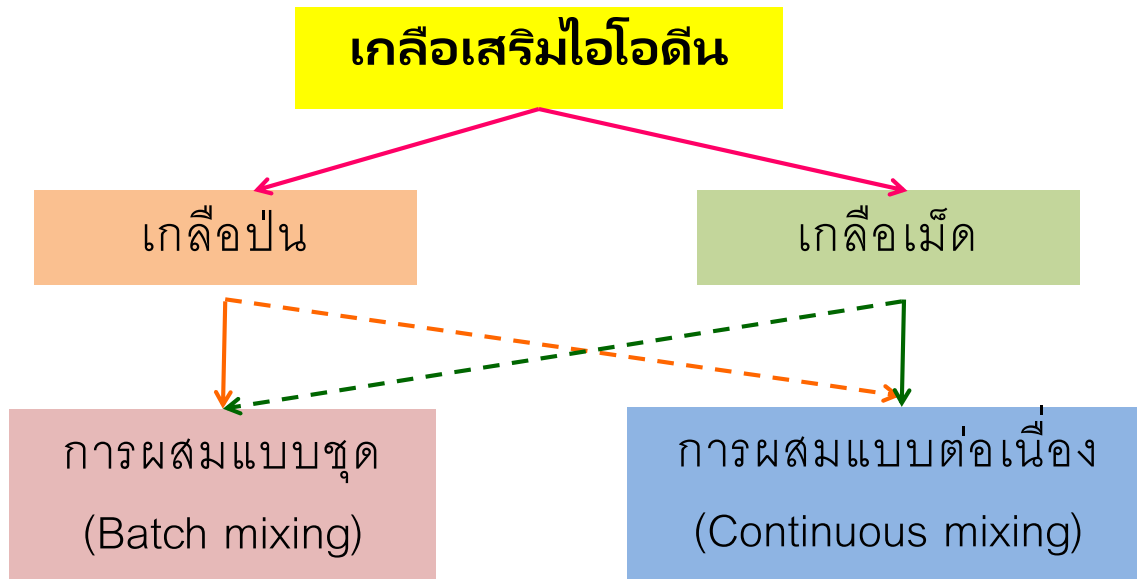 เกลือเสริมไอโอดีน
เกลือป่น
เกลือเม็ด
การผสมแบบชุด
(Batch mixing)
การผสมแบบต่อเนื่อง
(Continuous mixing)